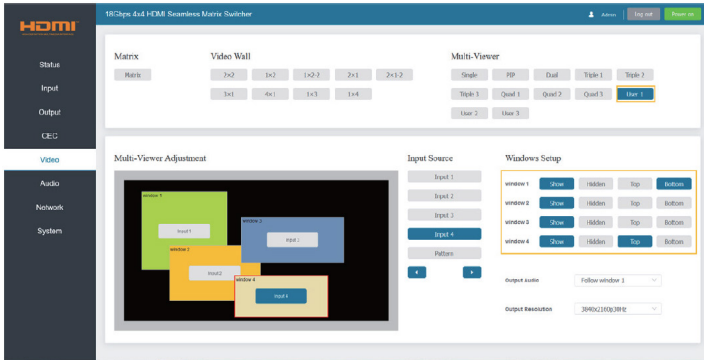 HDMI
18Gbps 4x4 HDMI Seamless Matrix Switcher
Admin
Log out
Power on
Status
Input
Output
CEC
Video
Audio
Network
System
Matrix
Matrix
Video Wall
2×2
1×2
1×2-2
2×1
2×1-2
3×1
4×1
1×3
1×4
Multi-Viewer
Single
PIP
Dual
Triple 1
Triple 2
Triple 3
Quad 1
Quad 2
Quad 3
User 1
User 2
User 3
Multi-Viewer Adjustment
window 1
Input 1
window 3
Input 3
window 2
Input 2
window 4
Input 4
Input Source
Input 1
Input 2
Input 3
Input 4
Pattern
Windows Setup
window 1 Show Hidden Top Bottom
window 2 Show Hidden Top Bottom
window 3 Show Hidden Top Bottom
window 4 Show Hidden Top Bottom
Output Audio Follow window 1
Output Resolution 3840x2160p30Hz